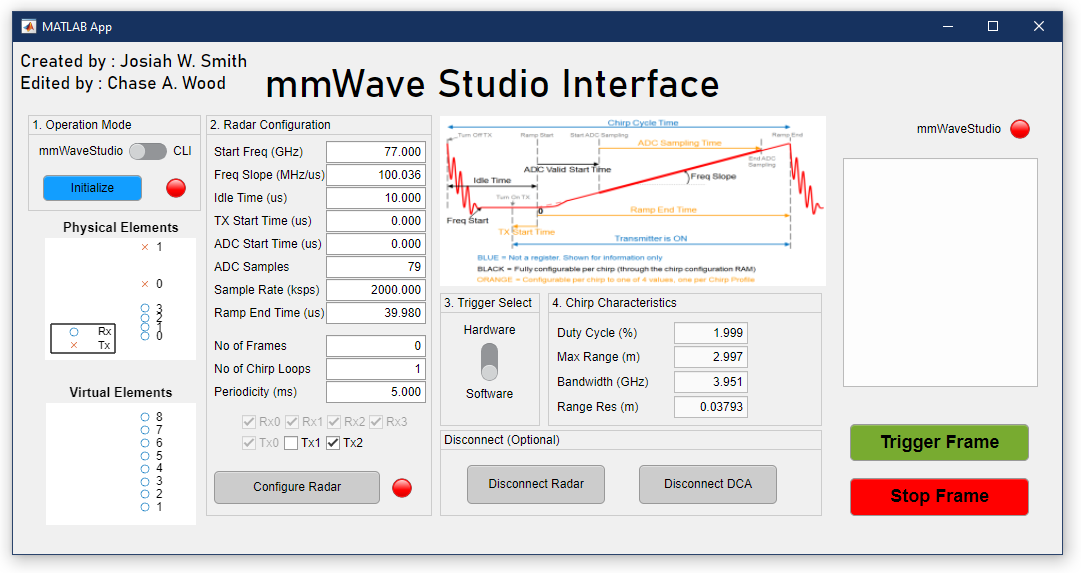 MATLAB App
Created by : Josiah W. Smith
Edited by : Chase A. Wood
mmWave Studio Interface
1. Operation Mode
mmWaveStudio CLI
Initialize
Physical Elements
1
0
3
2
1
0
Rx
Tx
Virtual Elements
8
7
6
5
4
3
2
1
2. Radar Configuration
Start Freq (GHz) 77.000
Freq Slope (MHz/us) 100.036
Idle Time (us) 10.000
TX Start Time (us) 0.000
ADC Start Time (us) 0.000
ADC Samples 79
Sample Rate (ksps) 2000.000
Ramp End Time (us) 39.980
No of Frames 0
No of Chirp Loops 1
Periodicity (ms) 5.000
Rx0 Rx1 Rx2 Rx3
Tx0 Tx1 Tx2
Configure Radar
Chirp Cycle Time
Turn Off TX Ramp Start Start ADC Sampling Ramp End
ADC Sampling Time
End ADC
Sampling
ADC Valid Start Time
Freq Slope
Idle Time
Turn On TX
0
Ramp End Time
Freq Start
TX Start Time
Transmitter is ON
BLUE = Not a register. Shown for information only
BLACK = Fully configurable per chirp (through the chirp configuration RAM)
ORANGE = Configurable per chirp to one of 4 values, one per Chirp Profile
3. Trigger Select
Hardware
Software
4. Chirp Characteristics
Duty Cycle (%) 1.999
Max Range (m) 2.997
Bandwidth (GHz) 3.951
Range Res (m) 0.03793
Disconnect (Optional)
Disconnect Radar
Disconnect DCA
mmWaveStudio
Trigger Frame
Stop Frame